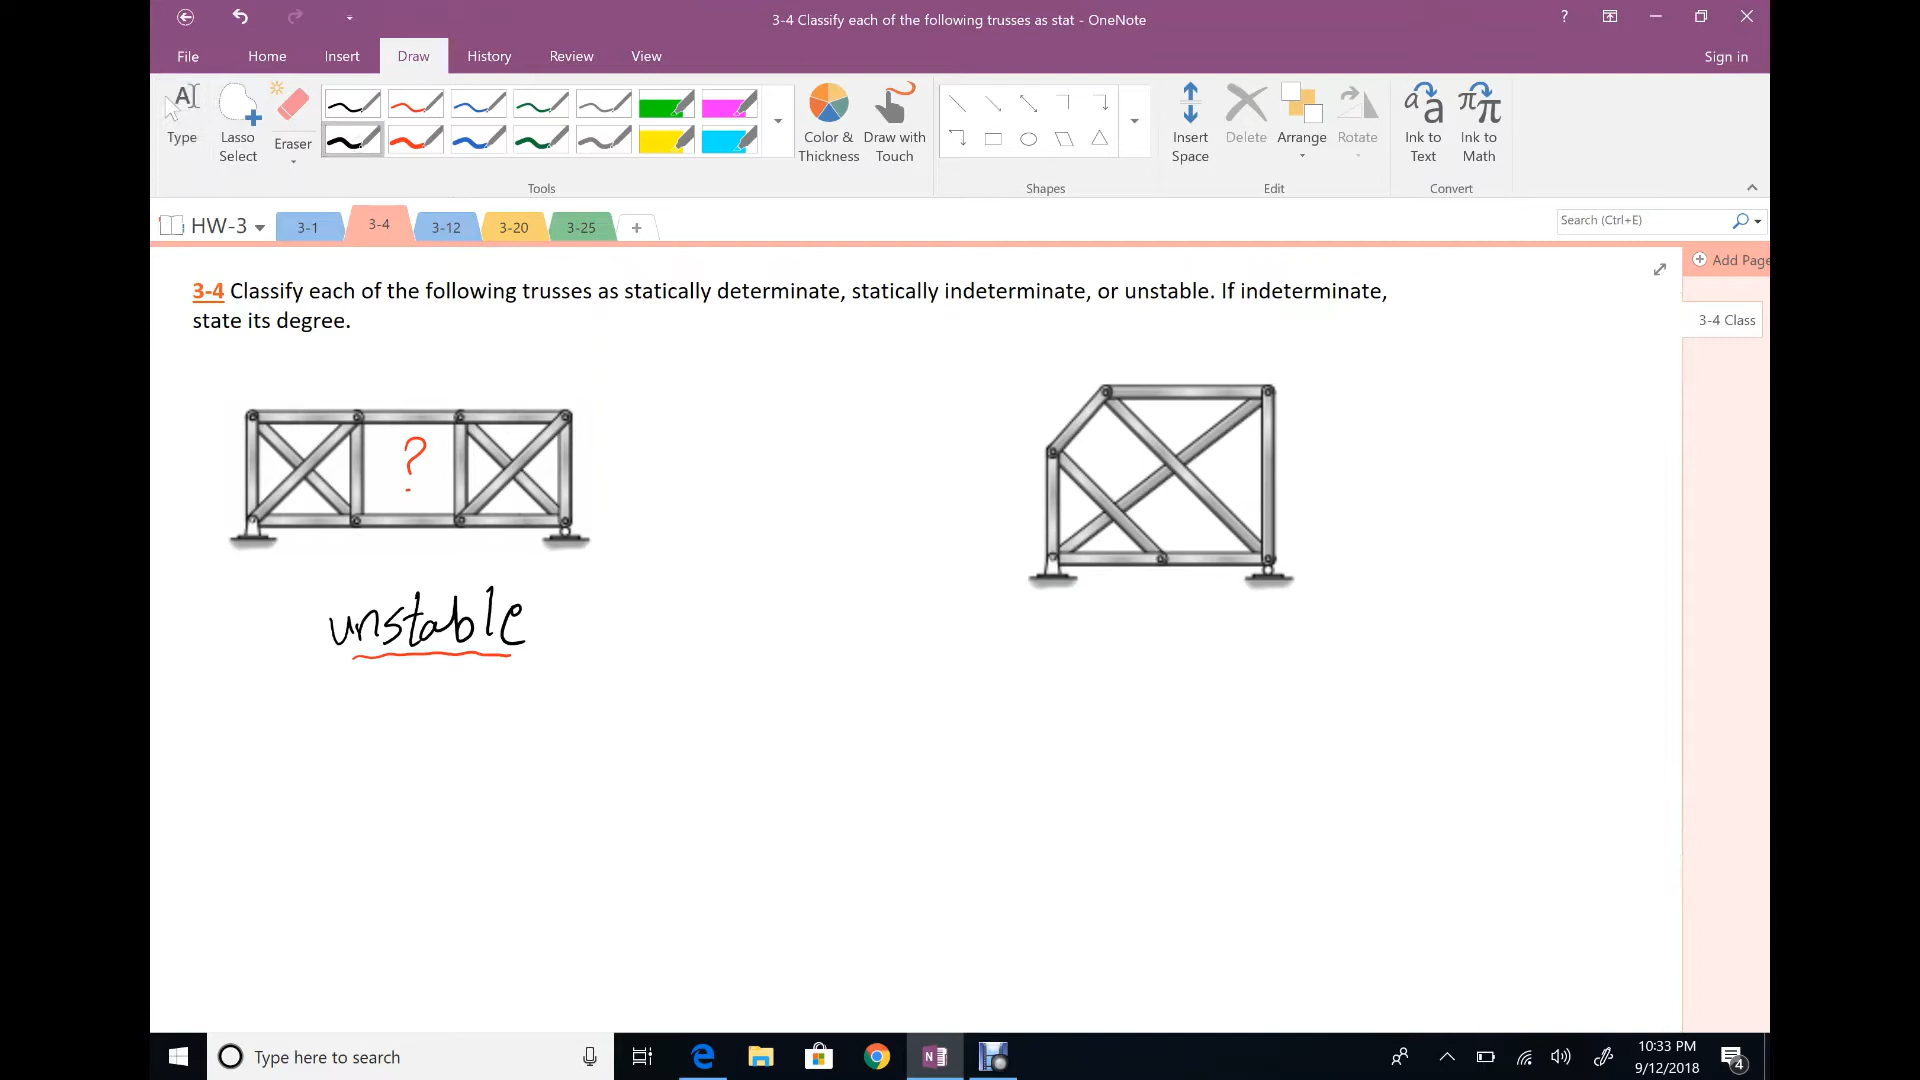 3-4 Classify each of the following trusses as stat - OneNote
?
File Home Insert Draw History Review View
Sign in
Type
Lasso Select
Eraser
Color & Thickness
Draw with Touch
Insert Space
Delete
Arrange
Rotate
Ink to Text
Ink to Math
Tools
Shapes
Edit
Convert
HW-3
3-1
3-4
3-12
3-20
3-25
Search (Ctrl+E)
Add Page
3-4 Class
3-4 Classify each of the following trusses as statically determinate, statically indeterminate, or unstable. If indeterminate,
state its degree.
?
unstable
Type here to search
10:33 PM
9/12/2018
4